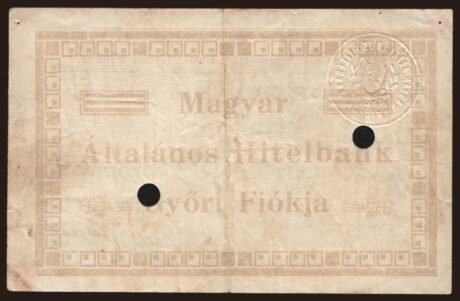 Magyar
Általános Hitelbank
Győri Fiókja